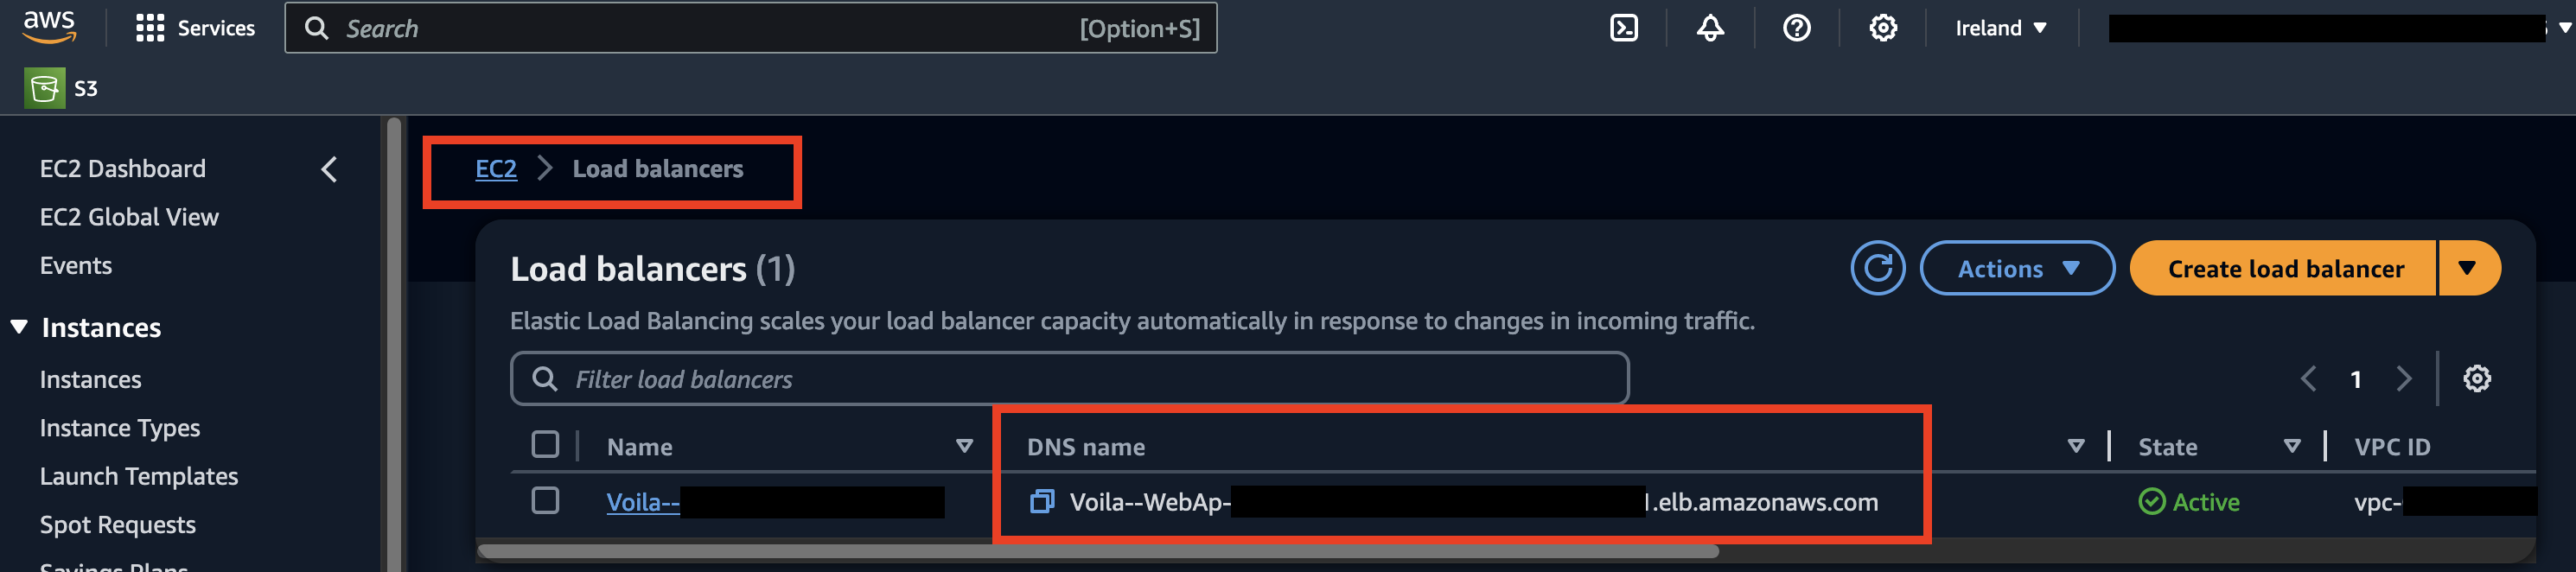 aws
Services
Search
[Option+S]
Ireland
S3
EC2 Dashboard
EC2 Global View
Events
Instances
Instances
Instance Types
Launch Templates
Spot Requests
Savings Plans
EC2 > Load balancers
Load balancers (1)
Actions
Create load balancer
Elastic Load Balancing scales your load balancer capacity automatically in response to changes in incoming traffic.
Filter load balancers
1
Name
DNS name
State
VPC ID
Voila--
Voila--WebAp-
.elb.amazonaws.com
Active
vpc-